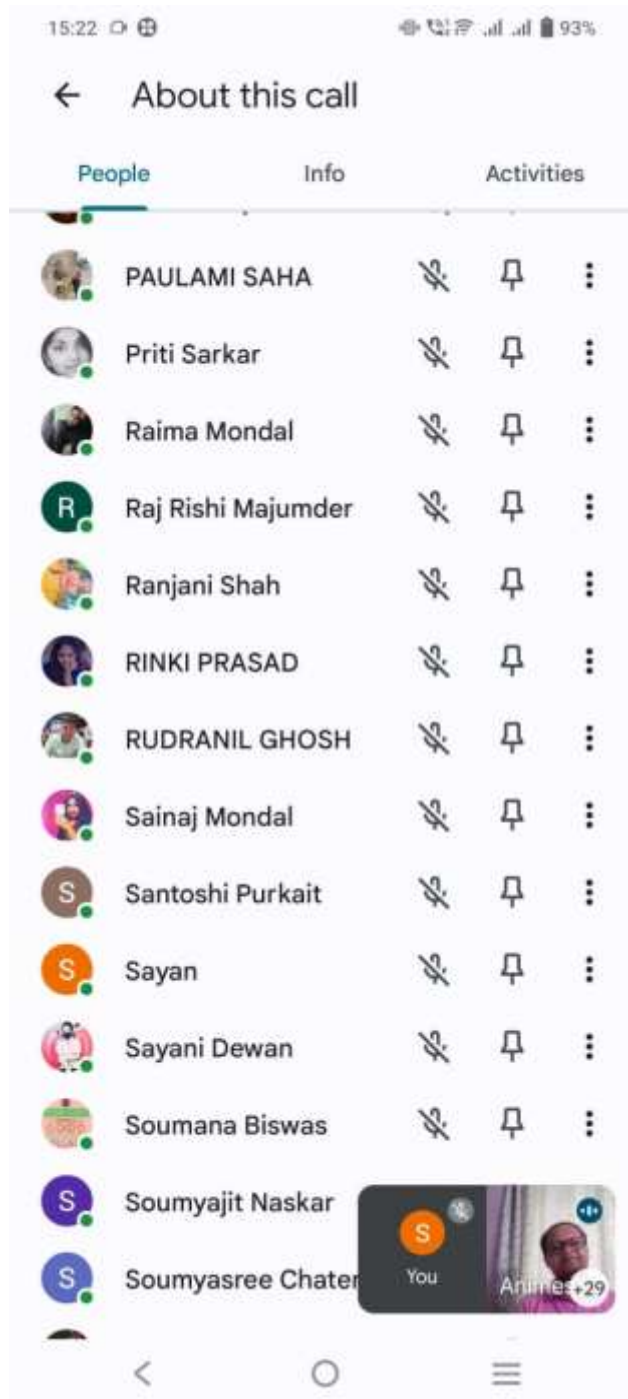 15:22 93%
About this call
People Info Activities
PAULAMI SAHA
Priti Sarkar
Raima Mondal
R Raj Rishi Majumder
Ranjani Shah
RINKI PRASAD
RUDRANIL GHOSH
Sainaj Mondal
S Santoshi Purkait
S Sayan
Sayani Dewan
Soumana Biswas
S Soumyajit Naskar
S
You Animes +29
S Soumyasree Chater